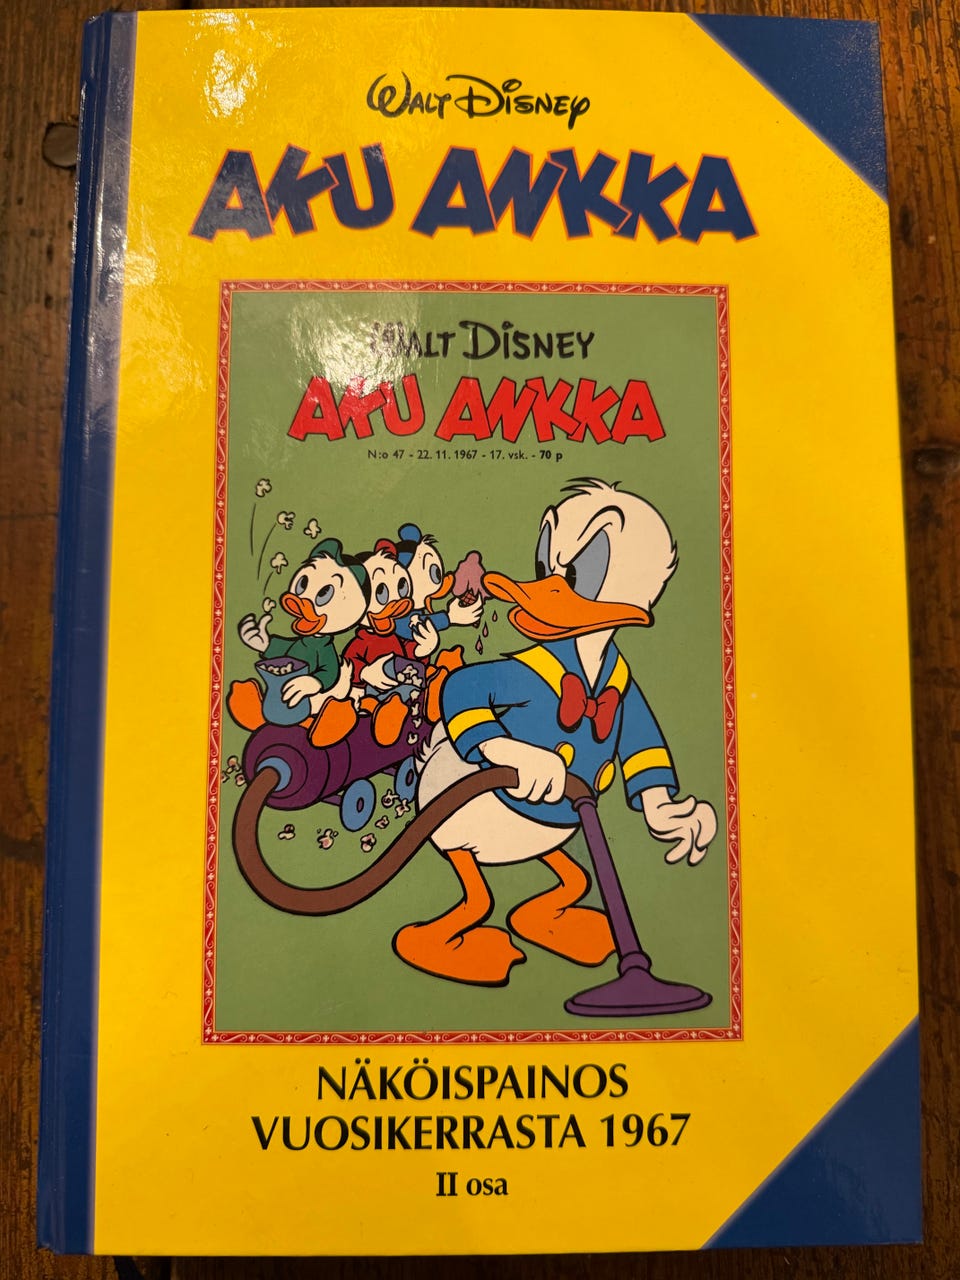 WALT DISNEY
AKU ANKKA
WALT DISNEY
AKU ANKKA
N:o 47 - 22. 11. 1967 - 17. vsk. - 70 p
NÄKÖISPAINOS
VUOSIKERRASTA 1967
II osa